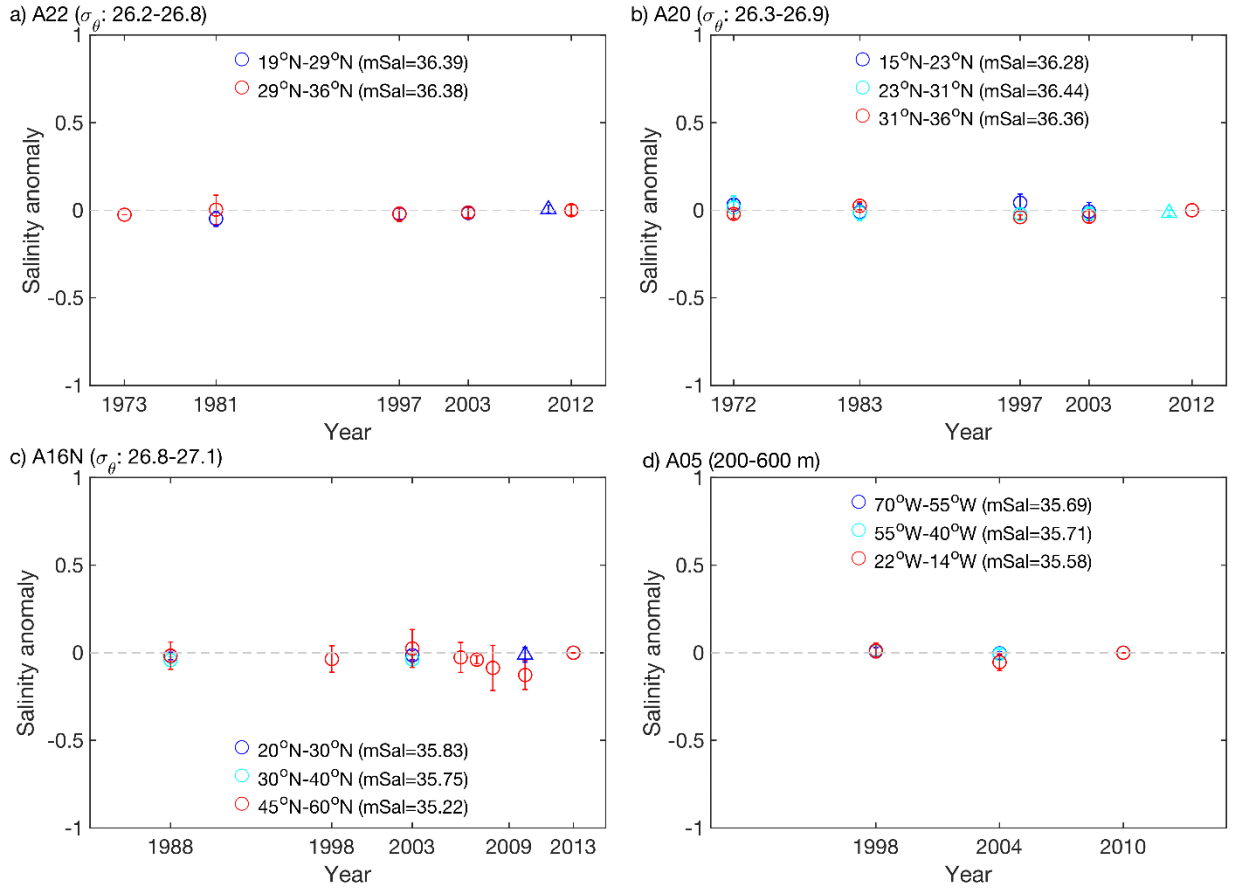 a) A22 (σθ: 26.2-26.8)
1
0.5
0
-0.5
-1
Salinity anomaly
19°N-29°N (mSal=36.39)
29°N-36°N (mSal=36.38)
1973
1981
1997
2003
2012
Year
b) A20 (σθ: 26.3-26.9)
1
0.5
0
-0.5
-1
Salinity anomaly
15°N-23°N (mSal=36.28)
23°N-31°N (mSal=36.44)
31°N-36°N (mSal=36.36)
1972
1983
1997
2003
2012
Year
c) A16N (σθ: 26.8-27.1)
1
0.5
0
-0.5
-1
Salinity anomaly
20°N-30°N (mSal=35.83)
30°N-40°N (mSal=35.75)
45°N-60°N (mSal=35.22)
1988
1998
2003
2009
2013
Year
d) A05 (200-600 m)
1
0.5
0
-0.5
-1
Salinity anomaly
70°W-55°W (mSal=35.69)
55°W-40°W (mSal=35.71)
22°W-14°W (mSal=35.58)
1998
2004
2010
Year